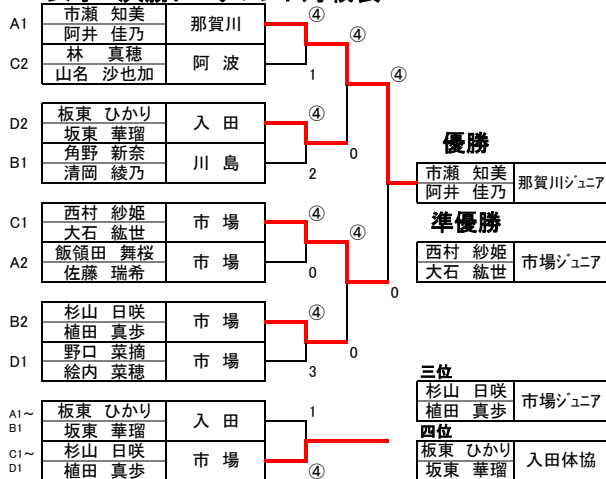 A1 市瀬 知美 那賀川 ④
阿井 佳乃
C2 林 真穂 阿 波 1
山名 沙也加
④
D2 板東 ひかり 入 田 ④
坂東 華瑠
B1 角野 新奈 川 島 2
清岡 綾乃
0
④
C1 西村 紗姫 市 場 ④
大石 紘世
A2 飯領田 舞桜 市 場 0
佐藤 瑞希
④
B2 杉山 日咲 市 場 ④
植田 真歩
D1 野口 菜摘 市 場 3
絵内 菜穂
0
0
A1～ 板東 ひかり 入 田 1
B1 坂東 華瑠
C1～ 杉山 日咲 市 場 ④
D1 植田 真歩
優勝
市瀬 知美 那賀川ジュニア
阿井 佳乃
準優勝
西村 紗姫 市場ジュニア
大石 紘世
三位
杉山 日咲 市場ジュニア
植田 真歩
四位
板東 ひかり 入田体協
坂東 華瑠